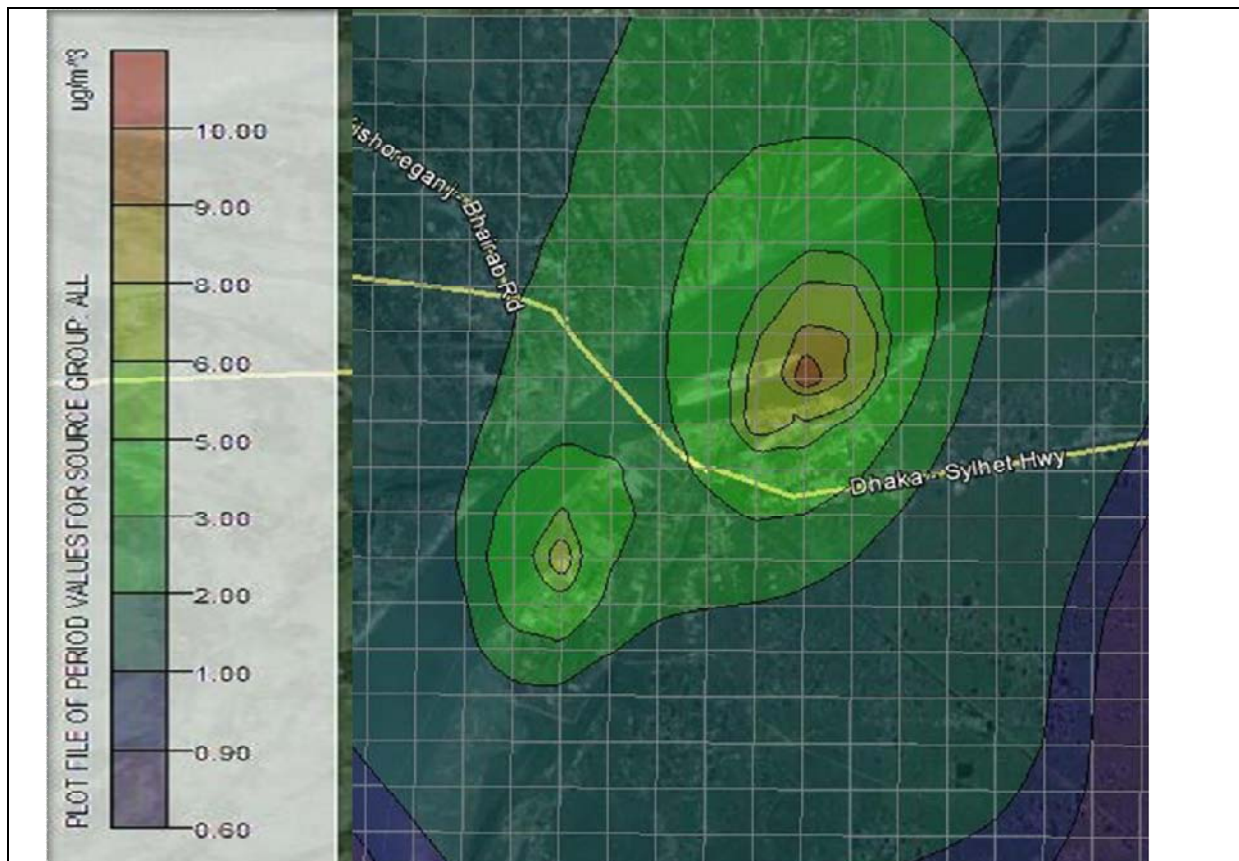 PLOT FILE OF PERIOD VALUES FOR SOURCE GROUP: ALL
ug/m^3
10.00
9.00
8.00
6.00
5.00
3.00
2.00
1.00
0.90
0.60
ishoreganj - Bhairab Rd
Dhaka - Sylhet Hwy